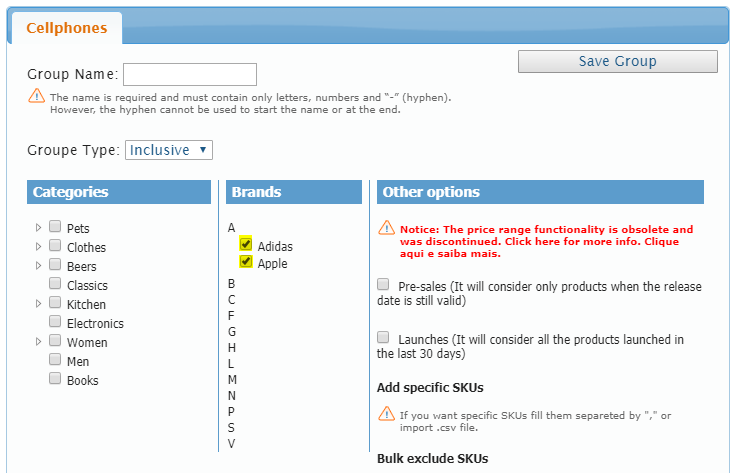 Cellphones
Save Group
Group Name:
The name is required and must contain only letters, numbers and “-” (hyphen).
However, the hyphen cannot be used to start the name or at the end.
Groupe Type: Inclusive
Categories
Pets
Clothes
Beers
Classics
Kitchen
Electronics
Women
Men
Books
Brands
A
Adidas
Apple
B
C
F
G
H
L
M
N
P
S
V
Other options
Notice: The price range functionality is obsolete and
was discontinued. Click here for more info. Clique
aqui e saiba mais.
Pre-sales (It will consider only products when the release
date is still valid)
Launches (It will consider all the products launched in
the last 30 days)
Add specific SKUs
If you want specific SKUs fill them separeted by "," or
import .csv file.
Bulk exclude SKUs